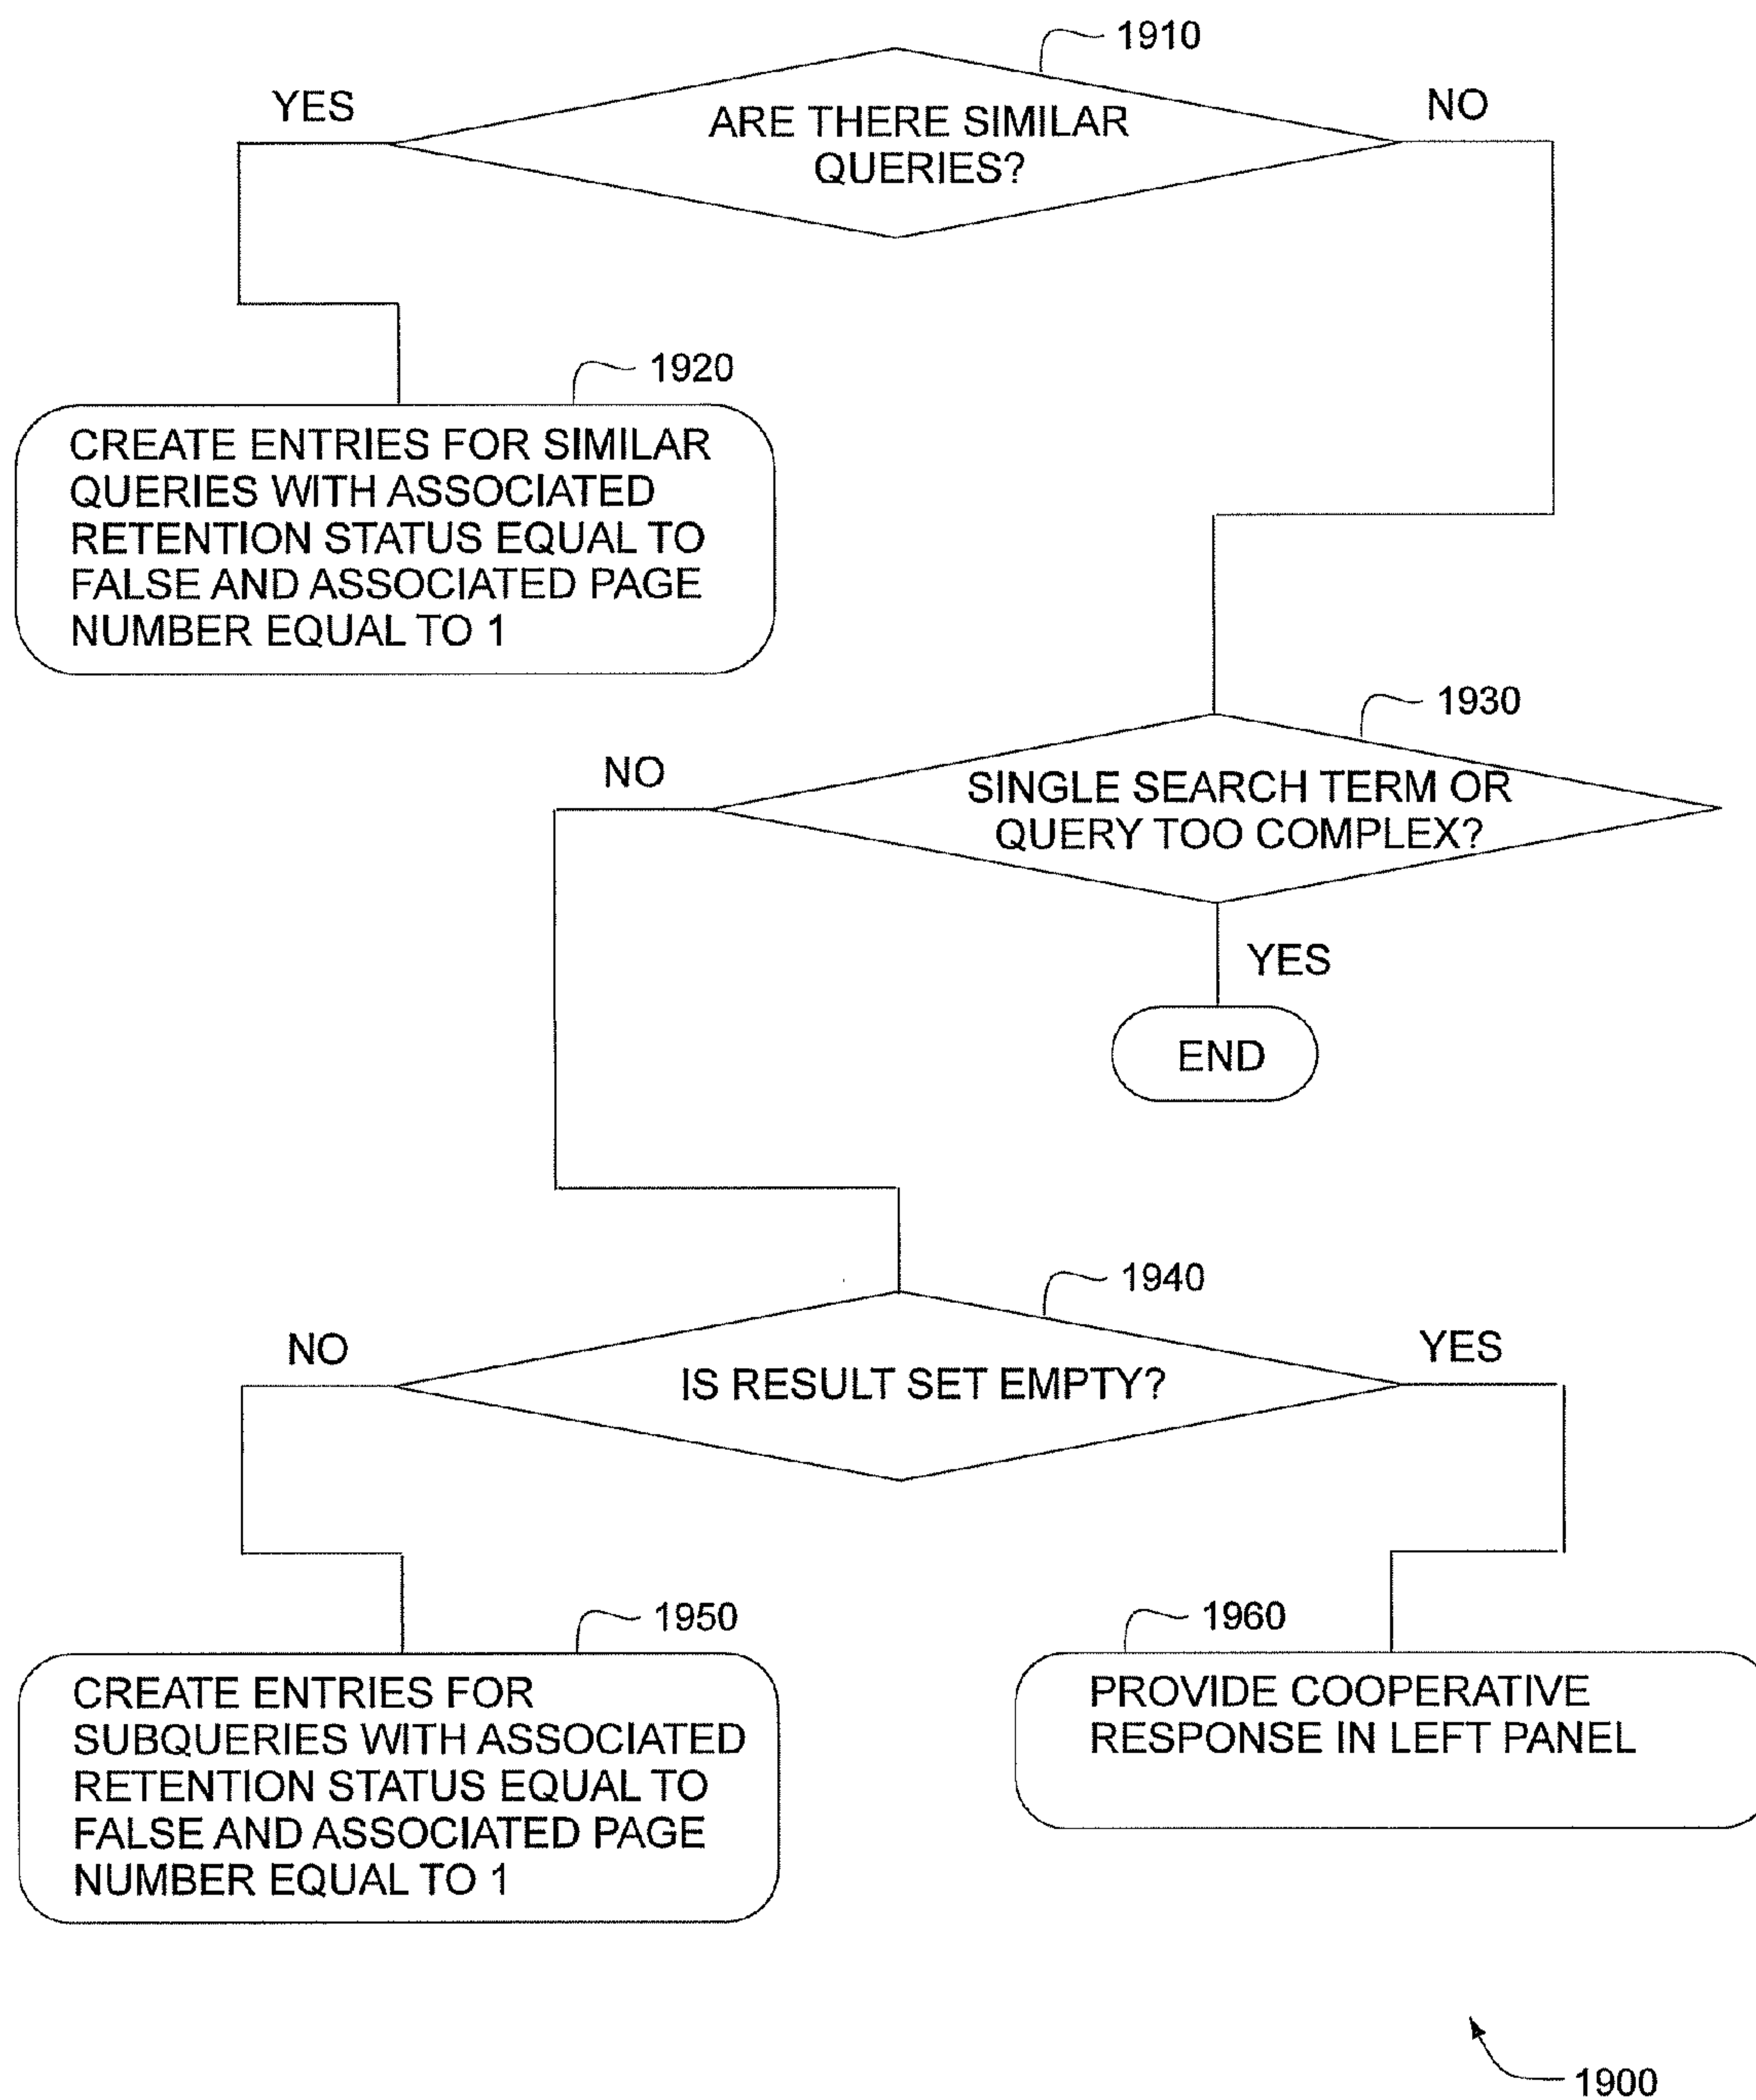 1910
YES
NO
ARE THERE SIMILAR
QUERIES?
1920
CREATE ENTRIES FOR SIMILAR
QUERIES WITH ASSOCIATED
RETENTION STATUS EQUAL TO
FALSE AND ASSOCIATED PAGE
NUMBER EQUAL TO 1
1930
NO
SINGLE SEARCH TERM OR
QUERY TOO COMPLEX?
YES
END
1940
NO
YES
IS RESULT SET EMPTY?
1950
1960
CREATE ENTRIES FOR
SUBQUERIES WITH ASSOCIATED
RETENTION STATUS EQUAL TO
FALSE AND ASSOCIATED PAGE
NUMBER EQUAL TO 1
PROVIDE COOPERATIVE
RESPONSE IN LEFT PANEL
1900